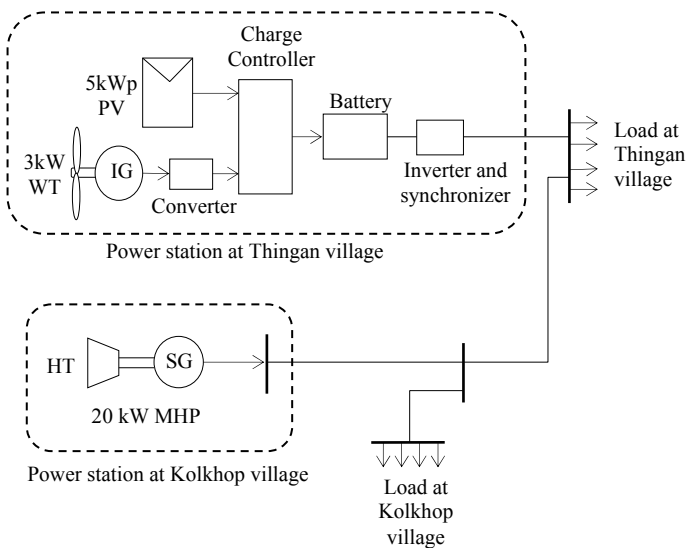 Charge
Controller
5kWp
PV
Battery
3kW
WT
IG
Converter
Inverter and
synchronizer
Load at
Thingan
village
Power station at Thingan village
HT
SG
20 kW MHP
Power station at Kolkhop village
Load at
Kolkhop
village